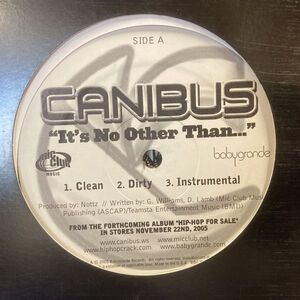 SIDE A
CANIBUS
"It's No Other Than..."
mic club
MUSIC
babygrande
1. Clean 2. Dirty 3. Instrumental
Produced by: Nottz // Written by: G. Williams, D. Lamb (Mic Club Music
Publishing (ASCAP)/Teamsta Entertainment Music (BMI))
FROM THE FORTHCOMING ALBUM "HIP-HOP FOR SALE"
IN STORES NOVEMBER 22ND, 2005
www.canibus.ws www.micclub.net
www.hiphopcrack.com www.babygrande.com